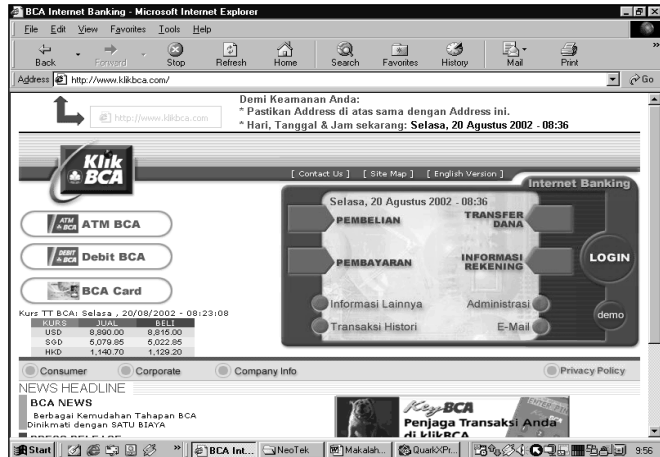 BCA Internet Banking - Microsoft Internet Explorer
File Edit View Favorites Tools Help
Back Forward Stop Refresh Home Search Favorites History Mail Print
Address http://www.klikbca.com/ Go
Demi Keamanan Anda:
http://www.klikbca.com * Pastikan Address di atas sama dengan Address ini.
* Hari, Tanggal & Jam sekarang: Selasa, 20 Agustus 2002 - 08:36
Klik
BCA
[ Contact Us ] [ Site Map ] [ English Version ]
Internet Banking
Selasa, 20 Agustus 2002 - 08:36
ATM BCA ATM BCA
PEMBELIAN TRANSFER DANA
DEBIT BCA Debit BCA
PEMBAYARAN INFORMASI REKENING
LOGIN
BCA Card
Informasi Lainnya Administrasi
demo
Transaksi Histori E-Mail
Kurs TT BCA: Selasa , 20/08/2002 - 08:23:08
KURS JUAL BELI
USD 8,890.00 8,815.00
SGD 5,079.85 5,022.85
HKD 1,140.70 1,129.20
Consumer Corporate Company Info Privacy Policy
NEWS HEADLINE
BCA NEWS
Berbagai Kemudahan Tahapan BCA
Dinikmati dengan SATU BIAYA
PRESS RELEASE
KeyBCA
ENTER
Penjaga Transaksi Anda
di klikBCA
Start BCA Int... NeoTek Makalah... QuarkXPr... 9:56